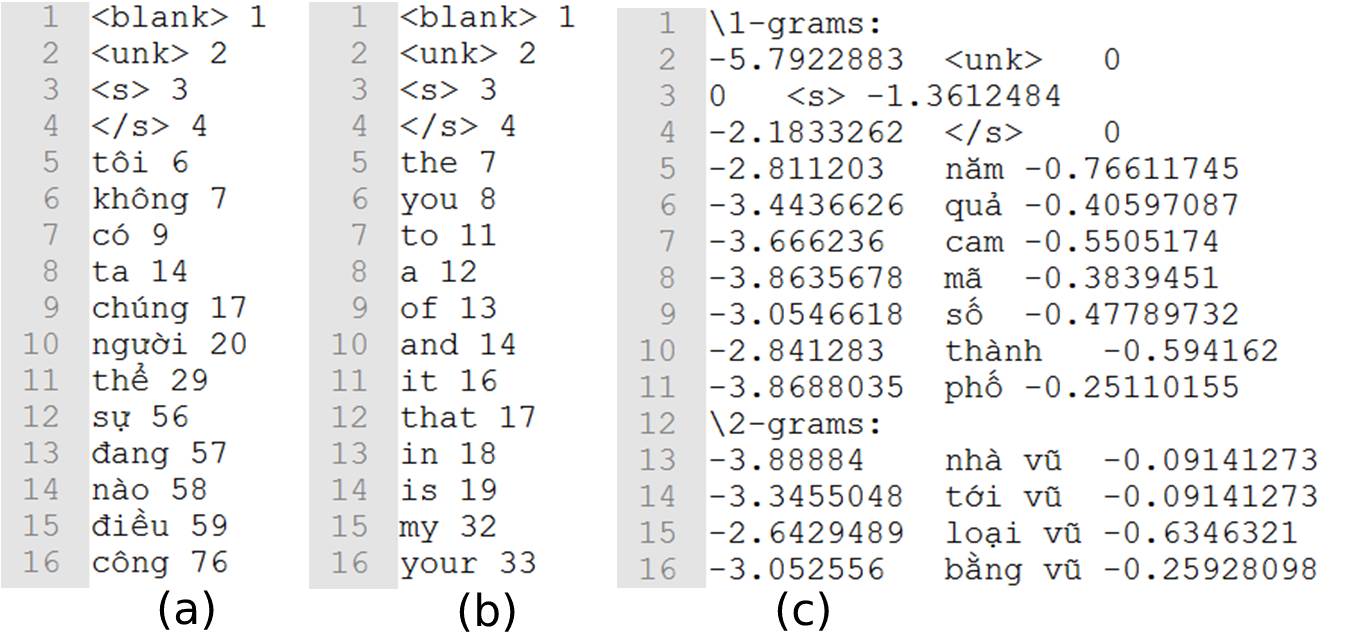 1 <blank> 1
2 <unk> 2
3 <s> 3
4 </s> 4
5 tôi 6
6 không 7
7 có 9
8 ta 14
9 chúng 17
10 người 20
11 thể 29
12 sự 56
13 đang 57
14 nào 58
15 điều 59
16 công 76
(a)
1 <blank> 1
2 <unk> 2
3 <s> 3
4 </s> 4
5 the 7
6 you 8
7 to 11
8 a 12
9 of 13
10 and 14
11 it 16
12 that 17
13 in 18
14 is 19
15 my 32
16 your 33
(b)
1 \1-grams:
2 -5.7922883 <unk> 0
3 0 <s> -1.3612484
4 -2.1833262 </s> 0
5 -2.811203 năm -0.76611745
6 -3.4436626 quả -0.40597087
7 -3.666236 cam -0.5505174
8 -3.8635678 mã -0.3839451
9 -3.0546618 số -0.47789732
10 -2.841283 thành -0.594162
11 -3.8688035 phố -0.25110155
12 \2-grams:
13 -3.88884 nhà vũ -0.09141273
14 -3.3455048 tới vũ -0.09141273
15 -2.6429489 loại vũ -0.6346321
16 -3.052556 bằng vũ -0.25928098
(c)